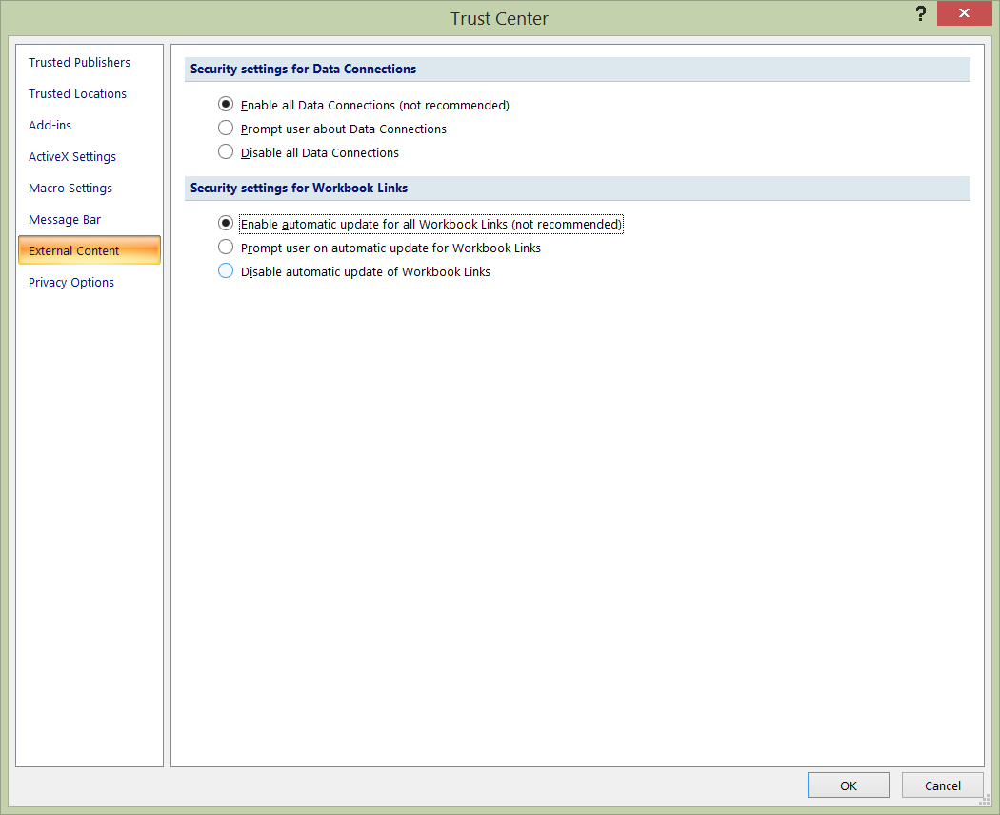 Trust Center
?
Trusted Publishers
Trusted Locations
Add-ins
ActiveX Settings
Macro Settings
Message Bar
External Content
Privacy Options
Security settings for Data Connections
Enable all Data Connections (not recommended)
Prompt user about Data Connections
Disable all Data Connections
Security settings for Workbook Links
Enable automatic update for all Workbook Links (not recommended)
Prompt user on automatic update for Workbook Links
Disable automatic update of Workbook Links
OK
Cancel